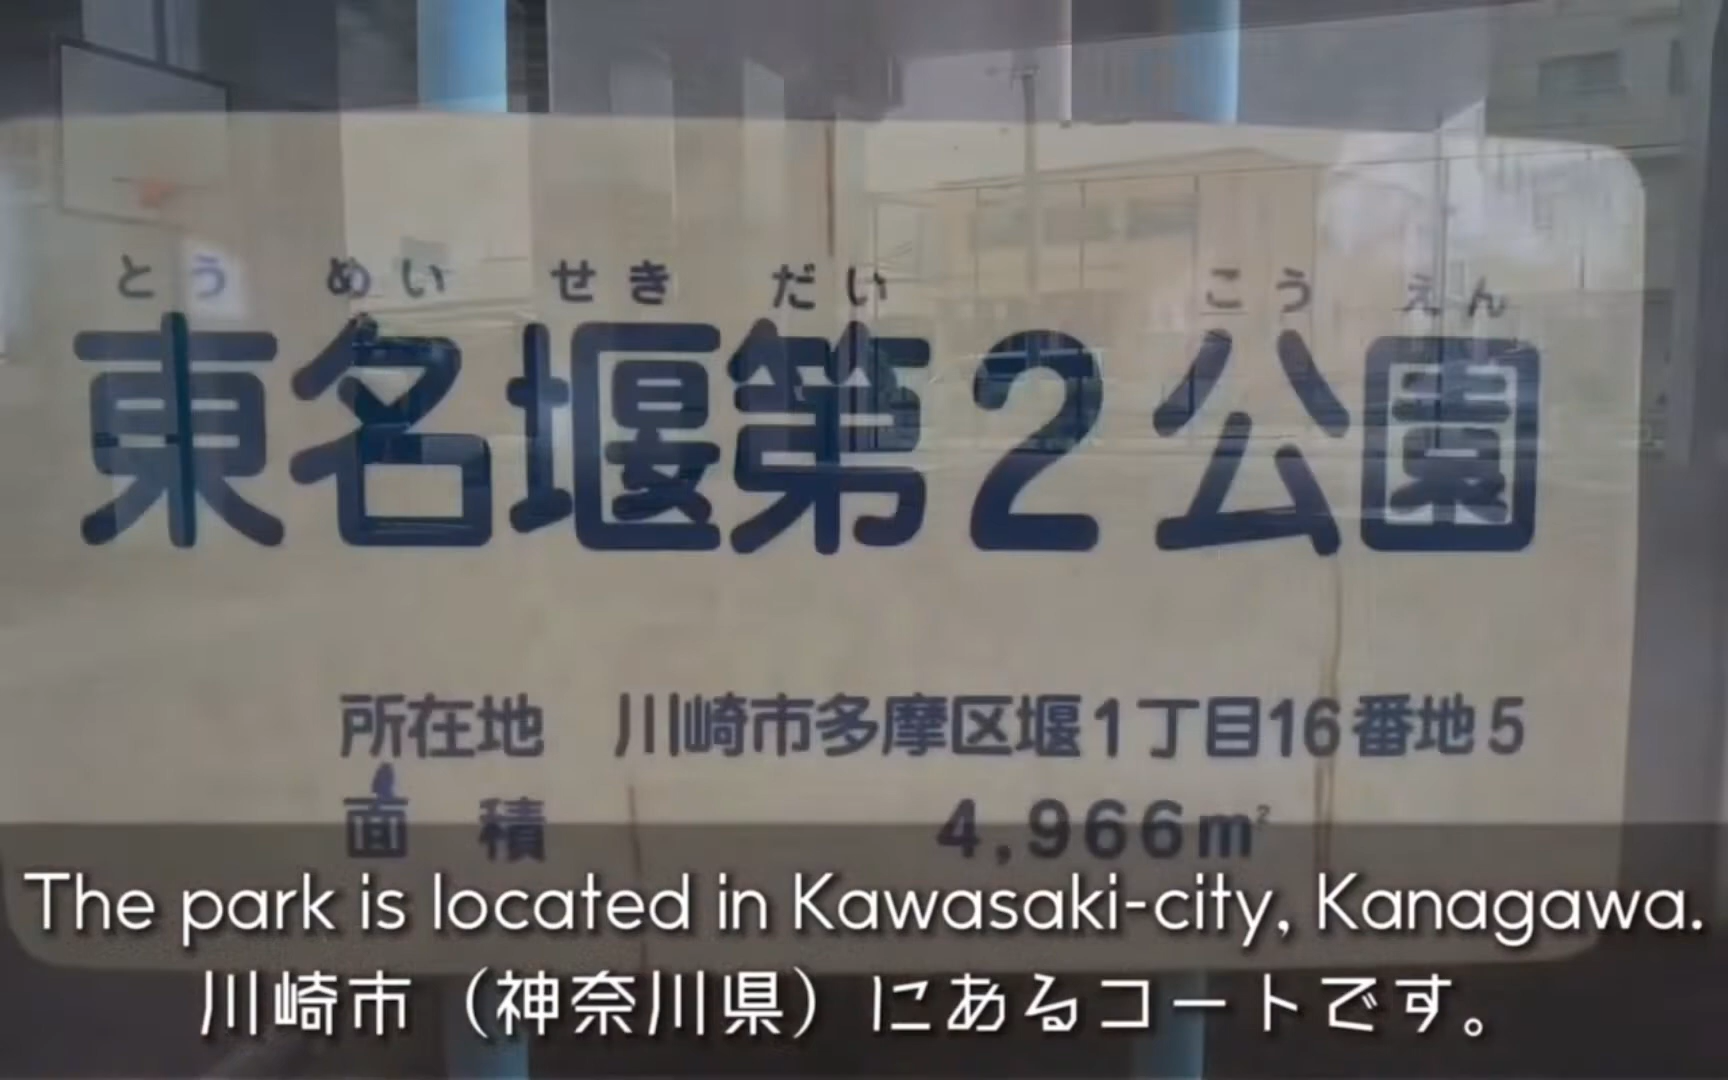 とう めい せき だい こう えん
東名堰第2公園
所在地 川崎市多摩区堰1丁目16番地5
面 積 4,966m²
The park is located in Kawasaki-city, Kanagawa.
川崎市（神奈川県）にあるコートです。